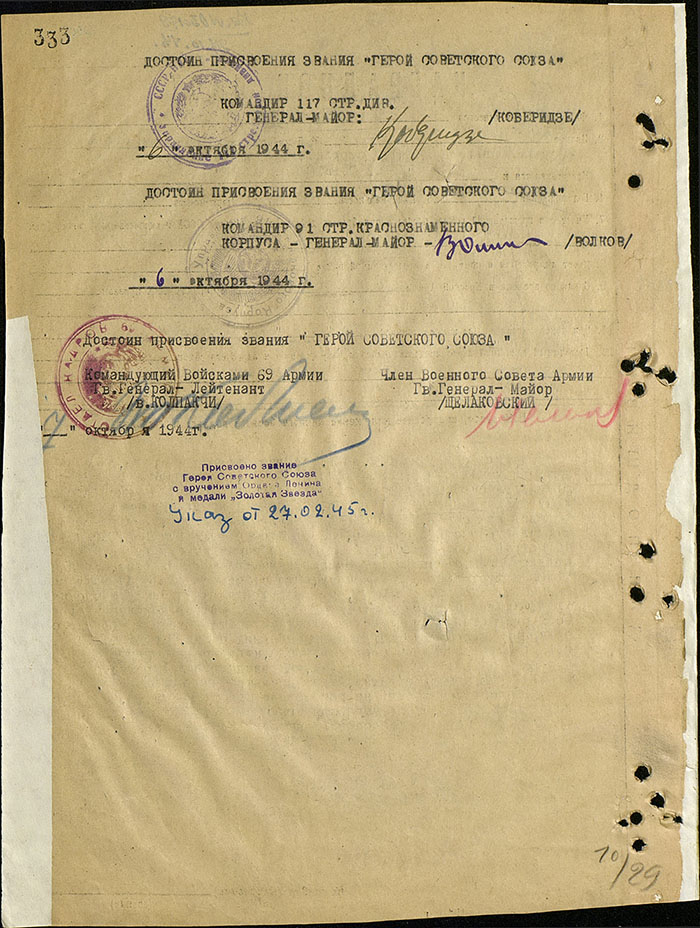 333
ДОСТОИН ПРИСВОЕНИЯ ЗВАНИЯ "ГЕРОЙ СОВЕТСКОГО СОЮЗА"
КОМАНДИР 117 СТР.ДИВ.
ГЕНЕРАЛ-МАЙОР: /КОБЕРИДЗЕ/
"6" октября 1944 г.
ДОСТОИН ПРИСВОЕНИЯ ЗВАНИЯ "ГЕРОЙ СОВЕТСКОГО СОЮЗА"
КОМАНДИР 91 СТР.КРАСНОЗНАМЕННОГО
КОРПУСА - ГЕНЕРАЛ-МАЙОР - /ВОЛКОВ/
"6" октября 1944 г.
Достоин присвоения звания " ГЕРОЙ СОВЕТСКОГО СОЮЗА "
Командующий Войсками 69 Армии Член Военного Совета Армии
Гв.Генерал- Лейтенант Гв.Генерал- Майор
/В.КОЛПАКЧИ/ /ЩЕЛАКОВСКИЙ/
октября 1944г.
Присвоено звание
Героя Советского Союза
с вручением Ордена Ленина
и медали „Золотая Звезда"
Указ от 27.02.45г.
10/29